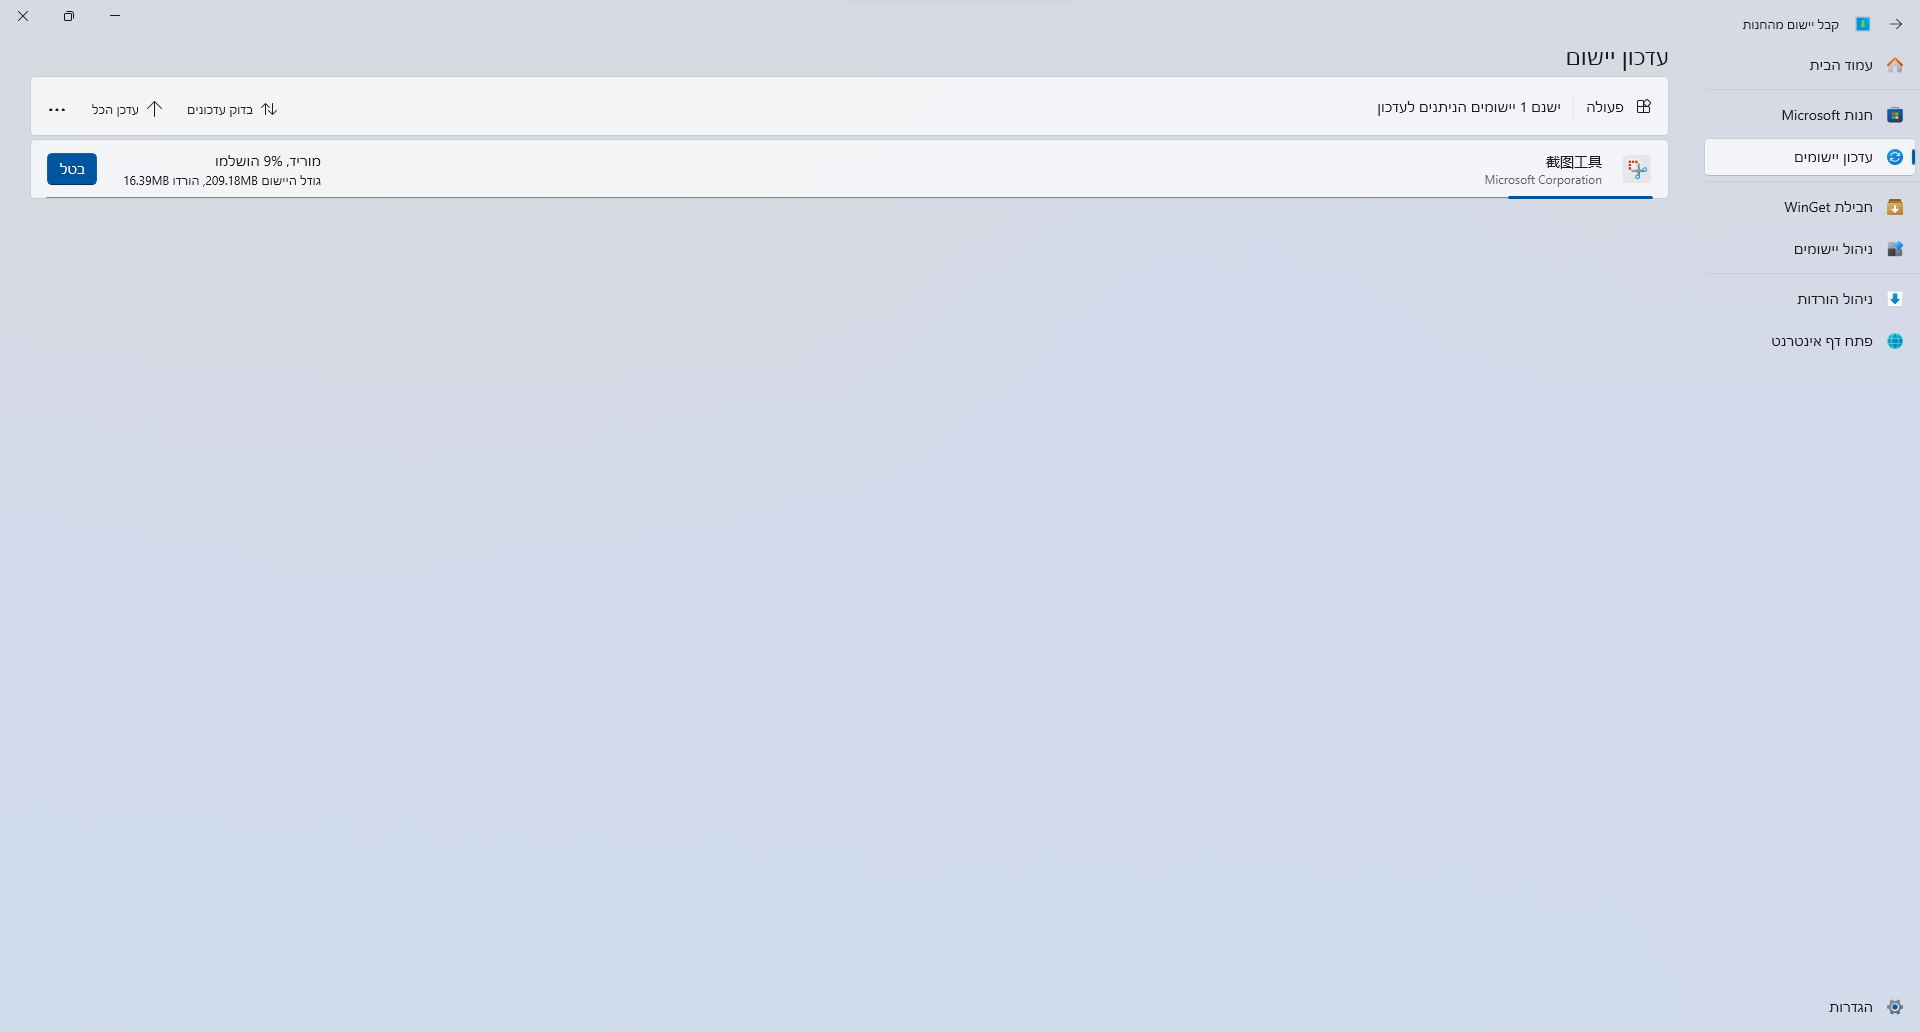 קבל יישום מהחנות
עמוד הבית
חנות Microsoft
עדכון יישומים
חבילת WinGet
ניהול יישומים
ניהול הורדות
פתח דף אינטרנט
הגדרות
עדכון יישום
פעולה
ישנם 1 יישומים הניתנים לעדכון
בדוק עדכונים
עדכן הכל
截图工具
Microsoft Corporation
מוריד, 9% הושלמו
גודל היישום 209.18MB, הורדו 16.39MB
בטל